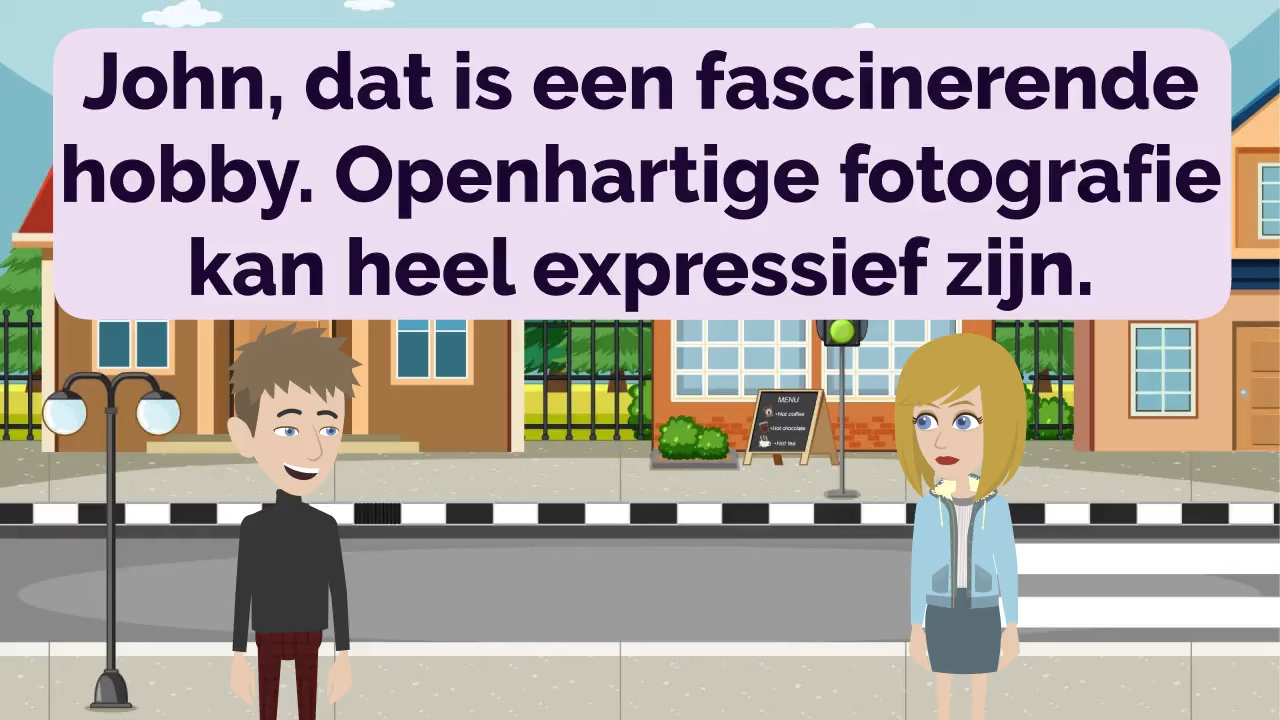 John, dat is een fascinerende
hobby. Openhartige fotografie
kan heel expressief zijn.
MENU
•Hot coffee
•Hot chocolate
•Hot tea